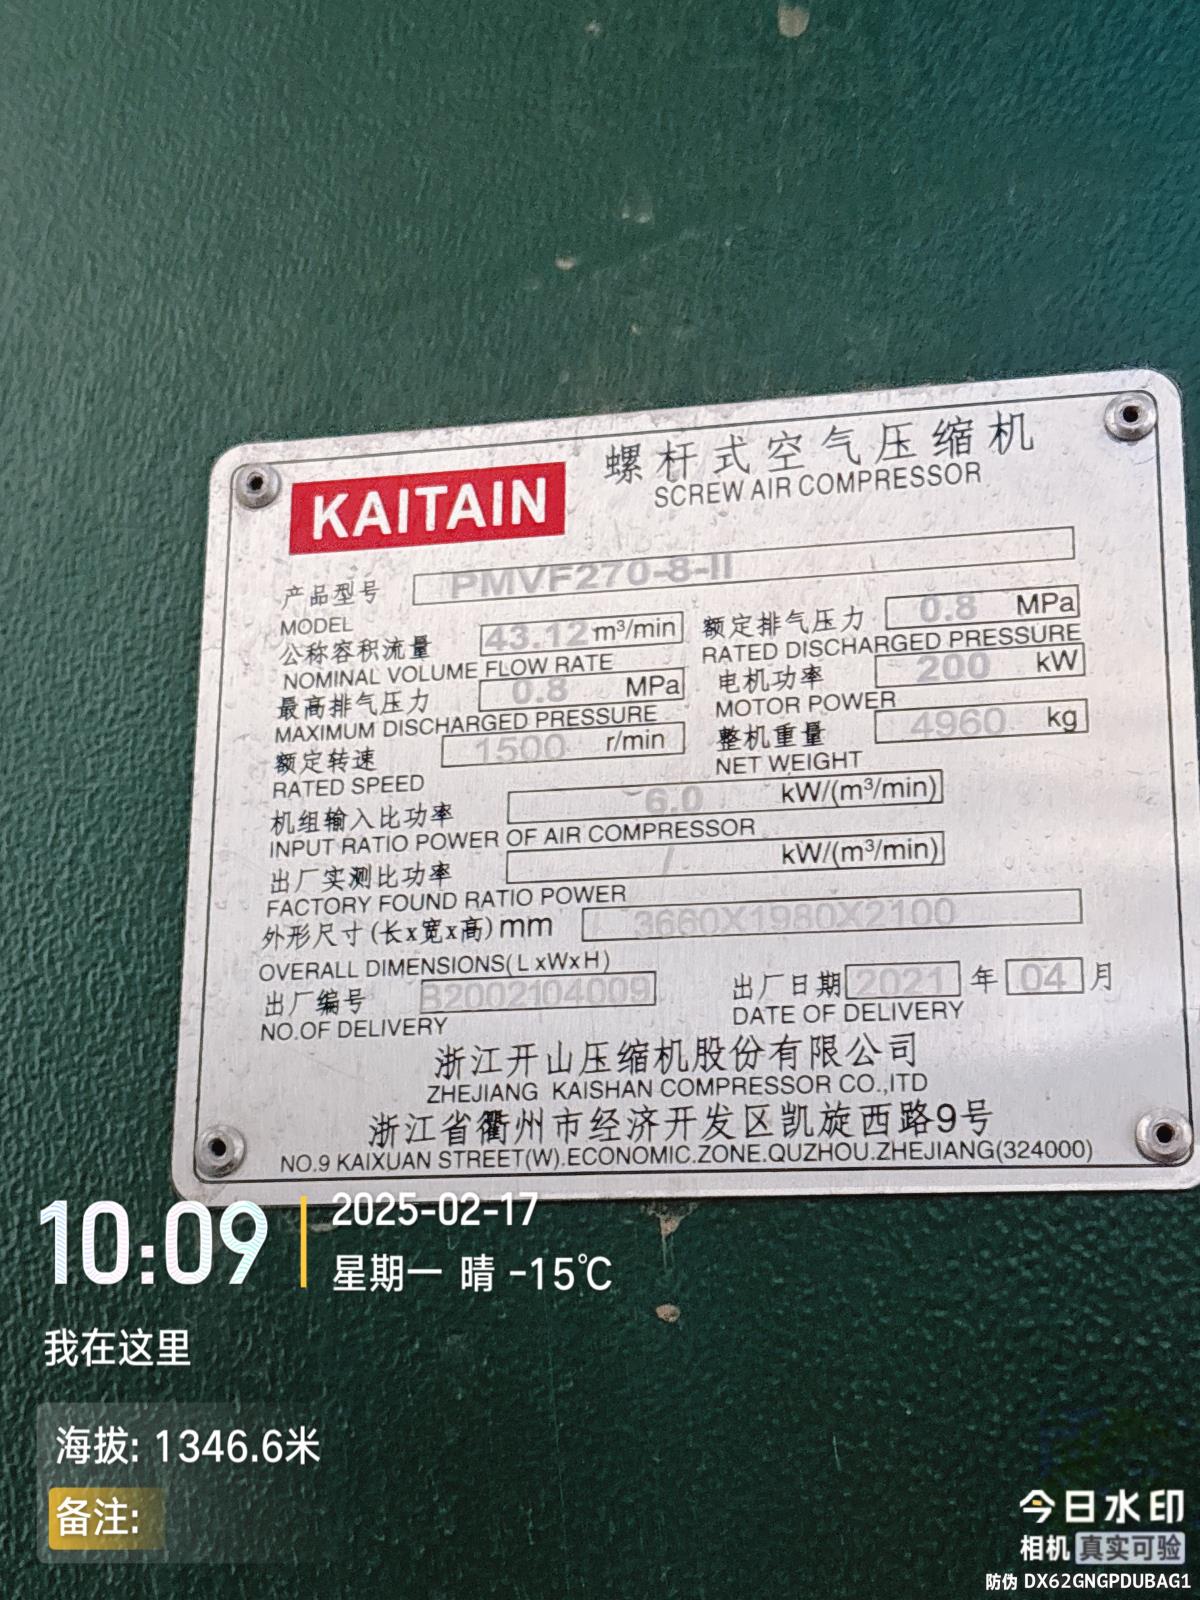 KAITAIN
螺杆式空气压缩机
SCREW AIR COMPRESSOR
产品型号 PMVF270-8-II
MODEL
公称容积流量 43.12 m³/min 额定排气压力 0.8 MPa
NOMINAL VOLUME FLOW RATE RATED DISCHARGED PRESSURE
最高排气压力 0.8 MPa 电机功率 200 kW
MAXIMUM DISCHARGED PRESSURE MOTOR POWER
额定转速 1500 r/min 整机重量 4960 kg
RATED SPEED NET WEIGHT
机组输入比功率 6.0 kW/(m³/min)
INPUT RATIO POWER OF AIR COMPRESSOR
出厂实测比功率 / kW/(m³/min)
FACTORY FOUND RATIO POWER
外形尺寸(长x宽x高)mm 3660X1980X2100
OVERALL DIMENSIONS(LxWxH)
出厂编号 B2002104009 出厂日期 2021 年 04 月
NO.OF DELIVERY DATE OF DELIVERY
浙江开山压缩机股份有限公司
ZHEJIANG KAISHAN COMPRESSOR CO.,lTD
浙江省衢州市经济开发区凯旋西路9号
NO.9 KAIXUAN STREET(W).ECONOMIC.ZONE.QUZHOU.ZHEJIANG(324000)
10:09
2025-02-17
星期一 晴 -15℃
我在这里
海拔: 1346.6米
备注:
今日水印
相机 真实可验
防伪 DX62GNGPDUBAG1